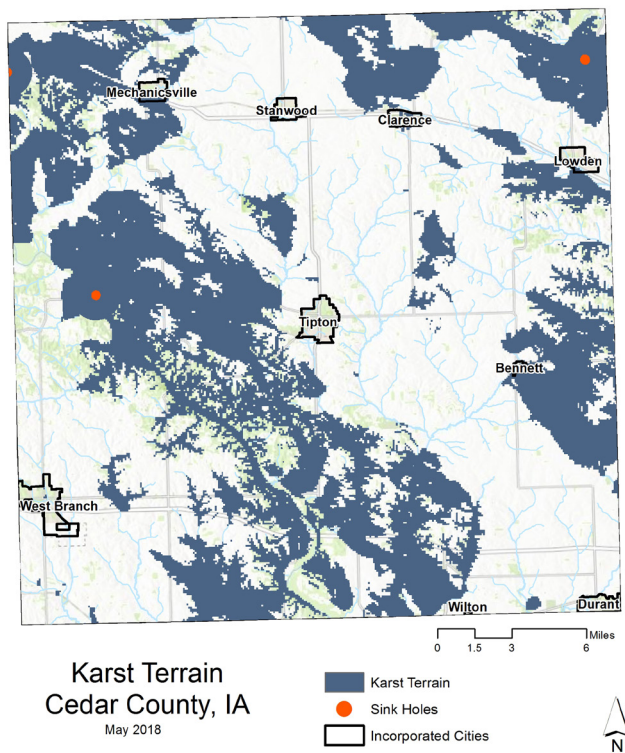 Mechanicsville
Stanwood
Clarence
Lowden
Tipton
Bennett
West Branch
Wilton
Durant
Miles
0 1.5 3 6
Karst Terrain
Cedar County, IA
May 2018
Karst Terrain
Sink Holes
Incorporated Cities
N